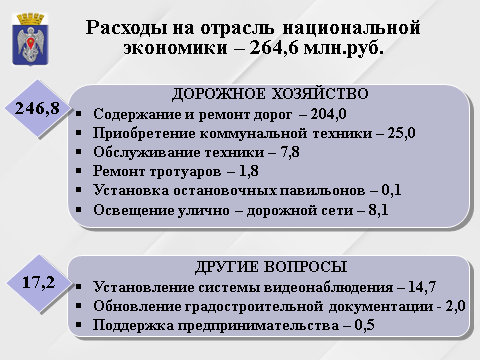 Расходы на отрасль национальной
экономики – 264,6 млн.руб.
246,8
ДОРОЖНОЕ ХОЗЯЙСТВО
▪ Содержание и ремонт дорог – 204,0
▪ Приобретение коммунальной техники – 25,0
▪ Обслуживание техники – 7,8
▪ Ремонт тротуаров – 1,8
▪ Установка остановочных павильонов – 0,1
▪ Освещение улично – дорожной сети – 8,1
17,2
ДРУГИЕ ВОПРОСЫ
▪ Установление системы видеонаблюдения – 14,7
▪ Обновление градостроительной документации - 2,0
▪ Поддержка предпринимательства – 0,5